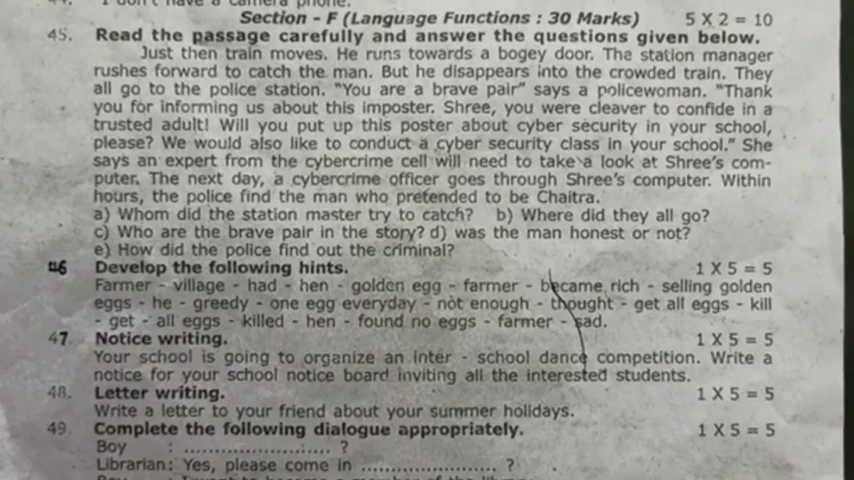 I don't have a camera phone.
Section - F (Language Functions : 30 Marks) 5 X 2 = 10
45. Read the passage carefully and answer the questions given below.
Just then train moves. He runs towards a bogey door. The station manager
rushes forward to catch the man. But he disappears into the crowded train. They
all go to the police station. "You are a brave pair" says a policewoman. "Thank
you for informing us about this imposter. Shree, you were cleaver to confide in a
trusted adult! Will you put up this poster about cyber security in your school,
please? We would also like to conduct a cyber security class in your school." She
says an expert from the cybercrime cell will need to take a look at Shree's com-
puter. The next day, a cybercrime officer goes through Shree's computer. Within
hours, the police find the man who pretended to be Chaitra.
a) Whom did the station master try to catch? b) Where did they all go?
c) Who are the brave pair in the story? d) was the man honest or not?
e) How did the police find out the criminal?
46 Develop the following hints. 1 X 5 = 5
Farmer - village - had - hen - golden egg - farmer - became rich - selling golden
eggs - he - greedy - one egg everyday - not enough - thought - get all eggs - kill
- get - all eggs - killed - hen - found no eggs - farmer - sad.
47. Notice writing. 1 X 5 = 5
Your school is going to organize an inter - school dance competition. Write a
notice for your school notice board inviting all the interested students.
48. Letter writing. 1 X 5 = 5
Write a letter to your friend about your summer holidays.
49. Complete the following dialogue appropriately. 1 X 5 = 5
Boy : ........................... ?
Librarian: Yes, please come in ........................ ?